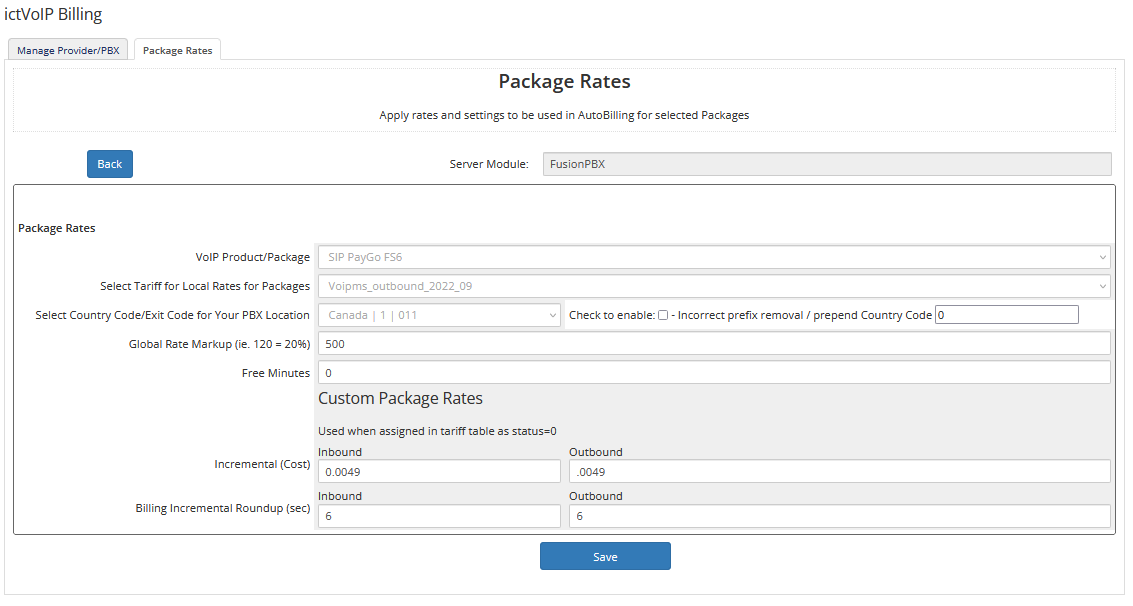 ictVoIP Billing
Manage Provider/PBX Package Rates
Package Rates
Apply rates and settings to be used in AutoBilling for selected Packages
Back Server Module: FusionPBX
Package Rates
VoIP Product/Package SIP PayGo FS6
Select Tariff for Local Rates for Packages Voipms_outbound_2022_09
Select Country Code/Exit Code for Your PBX Location Canada | 1 | 011 Check to enable: - Incorrect prefix removal / prepend Country Code 0
Global Rate Markup (ie. 120 = 20%) 500
Free Minutes 0
Custom Package Rates
Used when assigned in tariff table as status=0
Inbound Outbound
Incremental (Cost) 0.0049 .0049
Inbound Outbound
Billing Incremental Roundup (sec) 6 6
Save